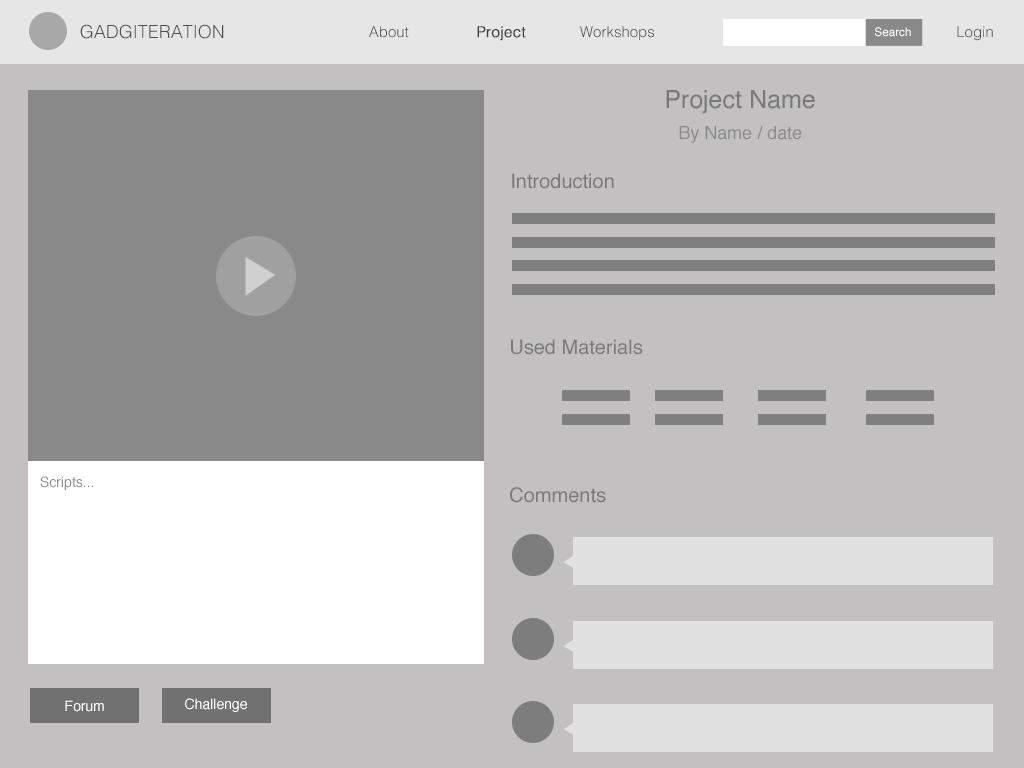 GADGITERATION
About
Project
Workshops
Search
Login
Project Name
By Name / date
Introduction
Used Materials
Comments
Scripts...
Forum
Challenge